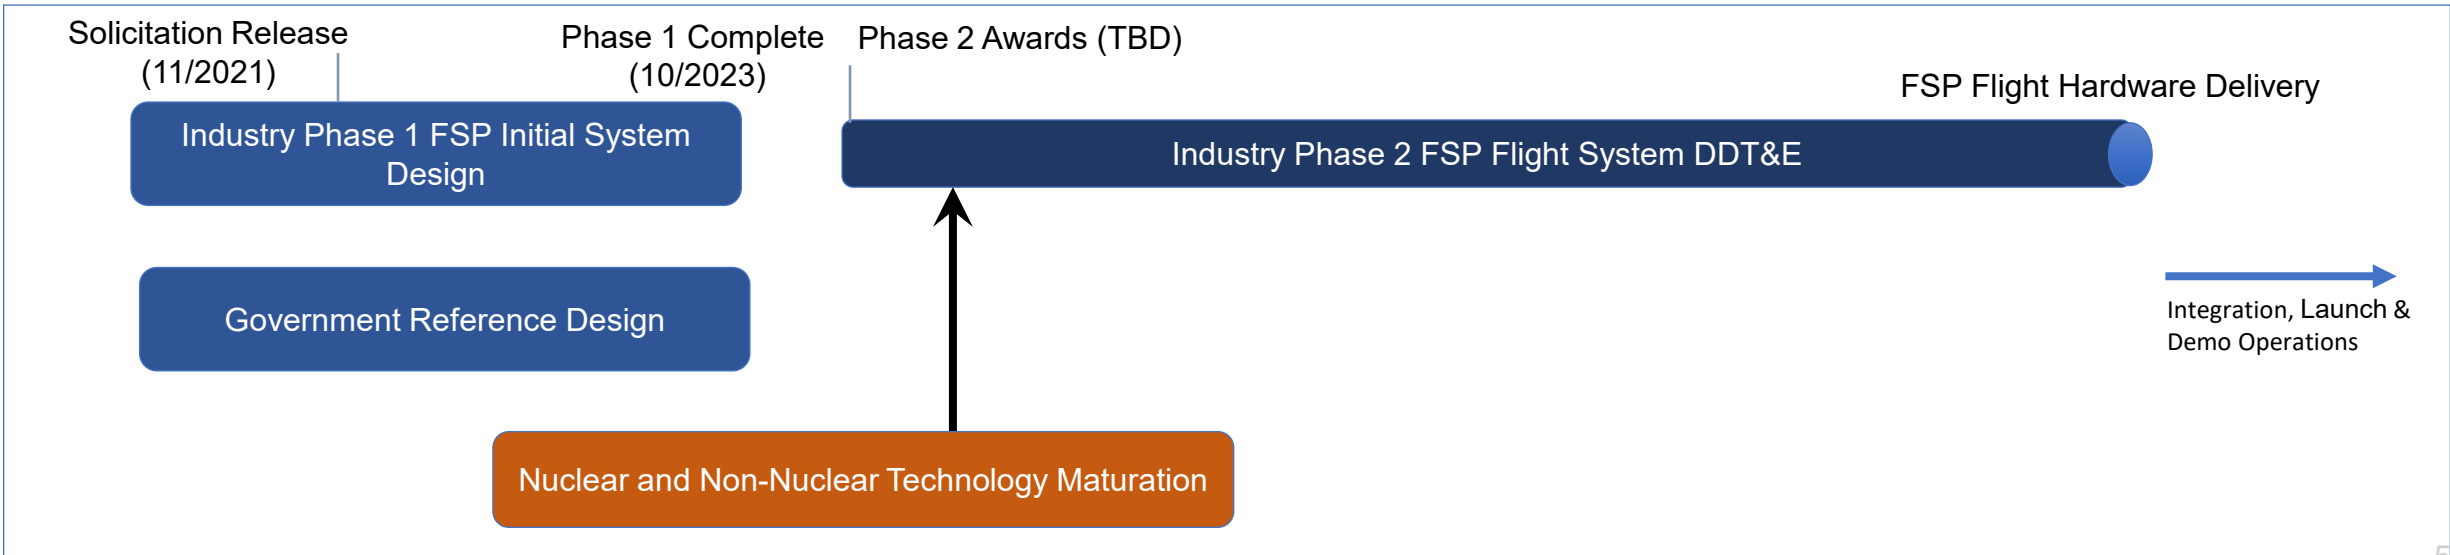 Solicitation Release
(11/2021)
Phase 1 Complete
(10/2023)
Phase 2 Awards (TBD)
FSP Flight Hardware Delivery
Industry Phase 1 FSP Initial System
Design
Industry Phase 2 FSP Flight System DDT&E
Government Reference Design
Integration, Launch &
Demo Operations
Nuclear and Non-Nuclear Technology Maturation